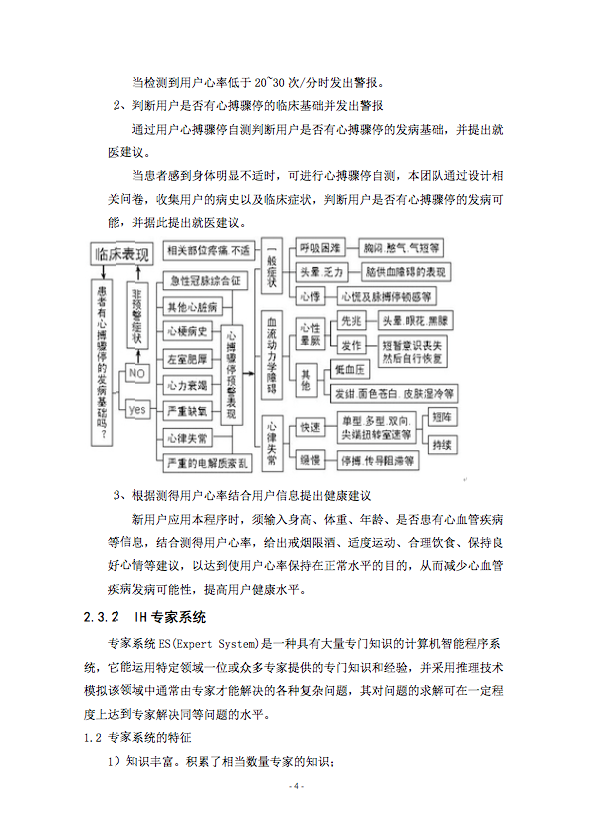 当检测到用户心率低于20~30次/分时发出警报。
2、判断用户是否有心搏骤停的临床基础并发出警报
通过用户心搏骤停自测判断用户是否有心搏骤停的发病基础，并提出就
医建议。
当患者感到身体明显不适时，可进行心搏骤停自测，本团队通过设计相
关问卷，收集用户的病史以及临床症状，判断用户是否有心搏骤停的发病可
能，并据此提出就医建议。
临床表现
患者有心搏骤停的发病基础吗？
非预警症状
NO
yes
相关部位疼痛.不适
急性冠脉综合征
其他心脏病
心梗病史
左室肥厚
心力衰竭
严重缺氧
心律失常
严重的电解质紊乱
心搏骤停预警表现
一般症状
呼吸困难
胸闷.憋气.气短等
头晕.乏力
脑供血障碍的表现
心悸
心慌及脉搏停顿感等
血流动力学障碍
心性晕厥
先兆
头晕.眼花.黑朦
发作
短暂意识丧失
然后自行恢复
其他
低血压
发绀.面色苍白.皮肤湿冷等
心律失常
快速
单型.多型.双向.
尖端扭转室速等
短阵
持续
缓慢
停搏.传导阻滞等
3、根据测得用户心率结合用户信息提出健康建议
新用户应用本程序时，须输入身高、体重、年龄、是否患有心血管疾病
等信息，结合测得用户心率，给出戒烟限酒、适度运动、合理饮食、保持良
好心情等建议，以达到使用户心率保持在正常水平的目的，从而减少心血管
疾病发病可能性，提高用户健康水平。
2.3.2 IH专家系统
专家系统ES(Expert System)是一种具有大量专门知识的计算机智能程序系
统，它能运用特定领域一位或众多专家提供的专门知识和经验，并采用推理技术
模拟该领域中通常由专家才能解决的各种复杂问题，其对问题的求解可在一定程
度上达到专家解决同等问题的水平。
1.2 专家系统的特征
1）知识丰富。积累了相当数量专家的知识；
- 4 -